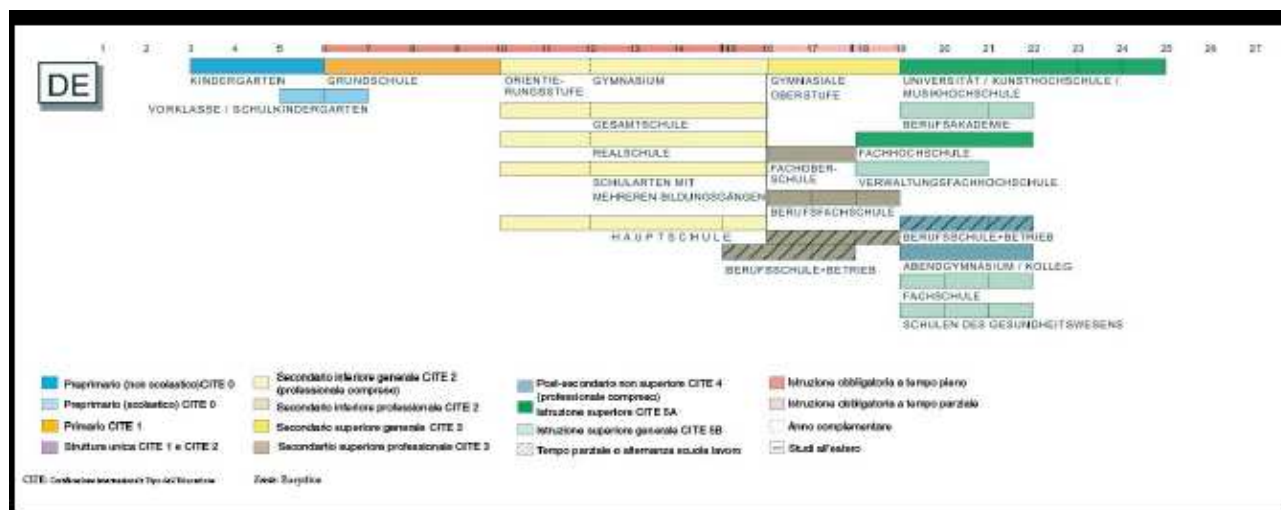 1 2 3 4 5 6 7 8 9 10 11 12 13 14 15 16 17 18 19 20 21 22 23 24 25 26 27
DE
KINDERGARTEN
GRUNDSCHULE
ORIENTIE-
RUNGSSTUFE
GYMNASIUM
GYMNASIALE
OBERSTUFE
UNIVERSITÄT / KUNSTHOCHSCHULE /
MUSIKHOCHSCHULE
VORKLASSE / SCHULKINDERGARTEN
GESAMTSCHULE
BERUFSAKADEMIE
REALSCHULE
FACHHOCHSCHULE
FACHOBER-
SCHULE
SCHULARTEN MIT
MEHREREN BILDUNGSGÄNGEN
VERWALTUNGSFACHHOCHSCHULE
BERUFSFACHSCHULE
HAUPTSCHULE
BERUFSSCHULE+BETRIEB
BERUFSSCHULE+BETRIEB
ABENDGYMNASIUM / KOLLEG
FACHSCHULE
SCHULEN DES GESUNDHEITSWESENS
Preprimario (non scolastico)CITE 0
Preprimario (scolastico) CITE 0
Primario CITE 1
Struttura unica CITE 1 e CITE 2
Secondario inferiore generale CITE 2
(professionale compreso)
Secondario inferiore professionale CITE 2
Secondario superiore generale CITE 3
Secondario superiore professionale CITE 3
Post-secondario non superiore CITE 4
(professionale compreso)
Istruzione superiore CITE 5A
Istruzione superiore generale CITE 5B
Tempo parziale o alternanza scuola lavoro
Istruzione obbligatoria a tempo pieno
Istruzione obbligatoria a tempo parziale
Anno complementare
Studi all'estero
CITE:
Fonte: Eurydice